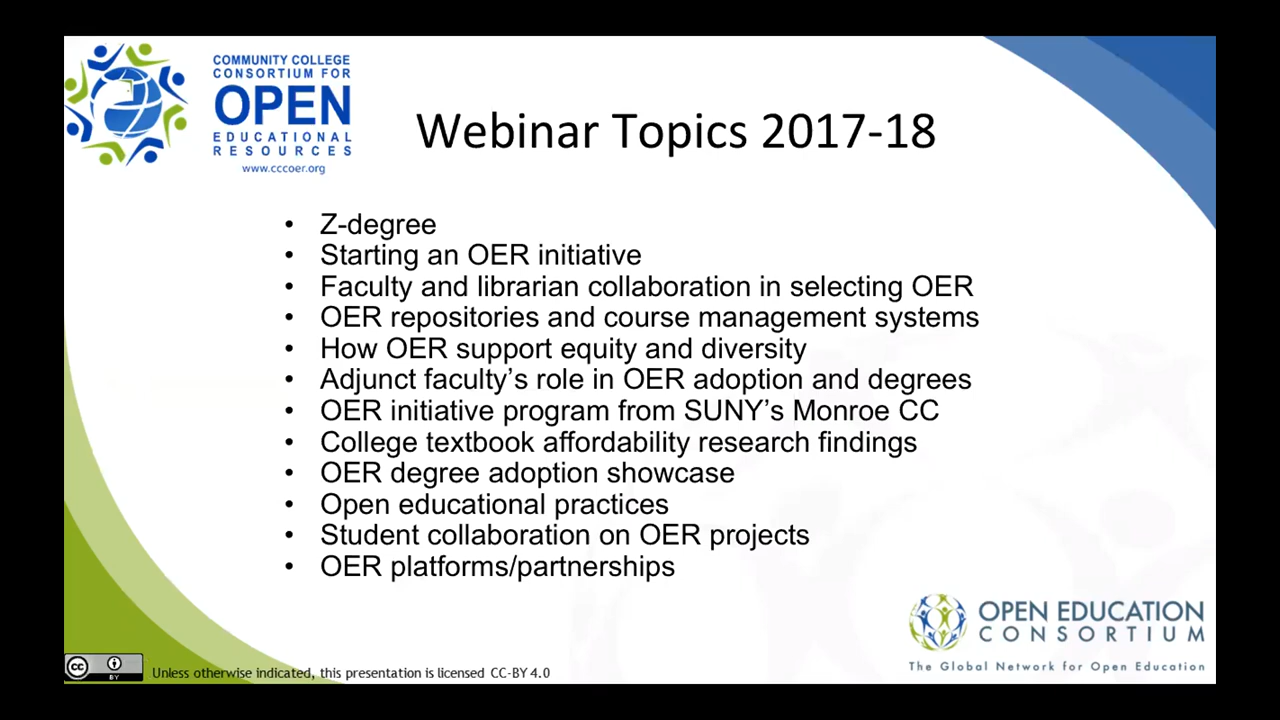 COMMUNITY COLLEGE
CONSORTIUM FOR
OPEN
EDUCATIONAL
RESOURCES
www.cccoer.org
Webinar Topics 2017-18
• Z-degree
• Starting an OER initiative
• Faculty and librarian collaboration in selecting OER
• OER repositories and course management systems
• How OER support equity and diversity
• Adjunct faculty’s role in OER adoption and degrees
• OER initiative program from SUNY’s Monroe CC
• College textbook affordability research findings
• OER degree adoption showcase
• Open educational practices
• Student collaboration on OER projects
• OER platforms/partnerships
OPEN EDUCATION
CONSORTIUM
The Global Network for Open Education
cc
BY
Unless otherwise indicated, this presentation is licensed CC-BY 4.0